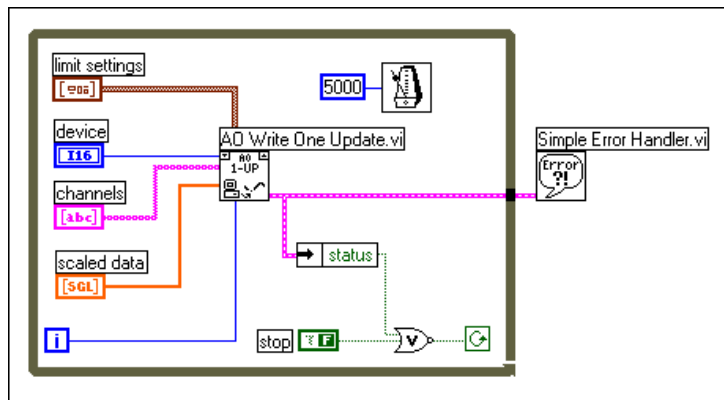 limit settings
5000
device
I16
AO Write One Update.vi
AO
1-UP
Simple Error Handler.vi
Error
?!
channels
[abc]
status
scaled data
[SGL]
i
stop
F
V